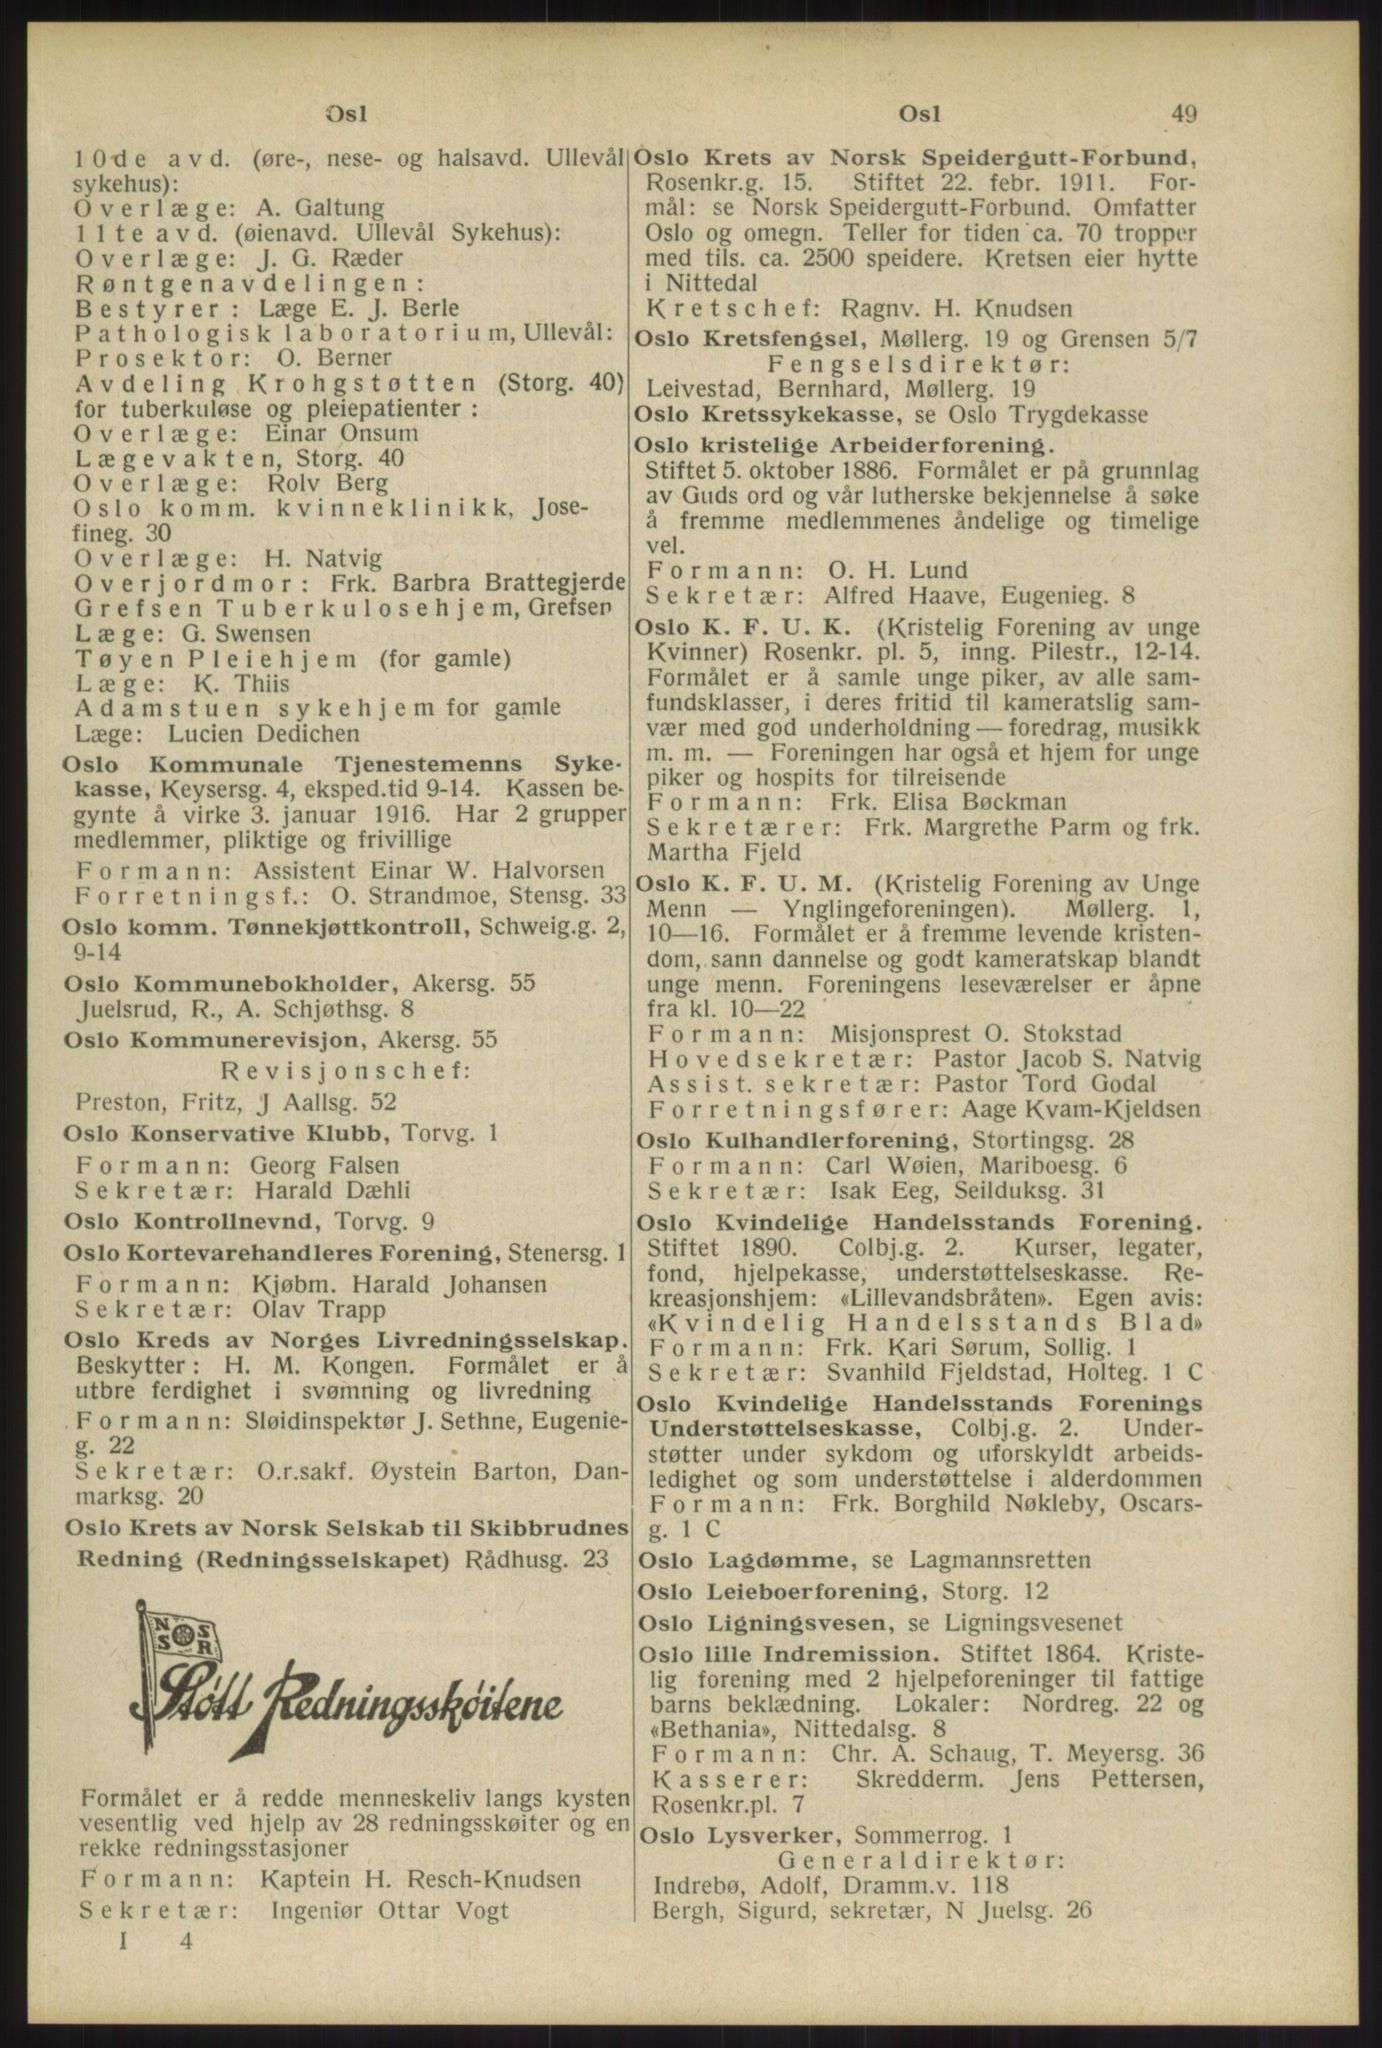 Osl
Osl 49
10de avd. (øre-, nese- og halsavd. Ullevål
sykehus):
Overlæge: A. Galtung
11te avd. (øienavd. Ullevål Sykehus):
Overlæge: J. G. Ræder
Røntgenavdelingen:
Bestyrer: Læge E. J. Berle
Pathologisk laboratorium, Ullevål:
Prosektor: O. Berner
Avdeling Krohgstøtten (Storg. 40)
for tuberkuløse og pleiepatienter:
Overlæge: Einar Onsum
Lægevakten, Storg. 40
Overlæge: Rolv Berg
Oslo komm. kvinneklinikk, Jose-
fineg. 30
Overlæge: H. Natvig
Overjordmor: Frk. Barbra Brattegjerde
Grefsen Tuberkulosehjem, Grefsen
Læge: G. Swensen
Tøyen Pleiehjem (for gamle)
Læge: K. Thiis
Adamstuen sykehjem for gamle
Læge: Lucien Dedichen
Oslo Kommunale Tjenestemenns Syke-
kasse, Keysersg. 4, eksped.tid 9-14. Kassen be-
gynte å virke 3. januar 1916. Har 2 grupper
medlemmer, pliktige og frivillige
Formann: Assistent Einar W. Halvorsen
Forretningsf.: O. Strandmoe, Stensg. 33
Oslo komm. Tønnekjøttkontroll, Schweig.g. 2,
9-14
Oslo Kommunebokholder, Akersg. 55
Juelsrud, R., A. Schjøthsg. 8
Oslo Kommunerevisjon, Akersg. 55
Revisjonschef:
Preston, Fritz, J Aallsg. 52
Oslo Konservative Klubb, Torvg. 1
Formann: Georg Falsen
Sekretær: Harald Dæhli
Oslo Kontrollnevnd, Torvg. 9
Oslo Kortevarehandleres Forening, Stenersg. 1
Formann: Kjøbm. Harald Johansen
Sekretær: Olav Trapp
Oslo Kreds av Norges Livredningsselskap.
Beskytter: H. M. Kongen. Formålet er å
utbre ferdighet i svømning og livredning
Formann: Sløidinspektør J. Sethne, Eugenie-
g. 22
Sekretær: O.r.sakf. Øystein Barton, Dan-
marksg. 20
Oslo Krets av Norsk Selskab til Skibbrudnes
Redning (Redningsselskapet) Rådhusg. 23
N S
S R
Støtt Redningsskøitene
Formålet er å redde menneskeliv langs kysten
vesentlig ved hjelp av 28 redningsskøiter og en
rekke redningsstasjoner
Formann: Kaptein H. Resch-Knudsen
Sekretær: Ingeniør Ottar Vogt
I 4
Oslo Krets av Norsk Speidergutt-Forbund,
Rosenkr.g. 15. Stiftet 22. febr. 1911. For-
mål: se Norsk Speidergutt-Forbund. Omfatter
Oslo og omegn. Teller for tiden ca. 70 tropper
med tils. ca. 2500 speidere. Kretsen eier hytte
i Nittedal
Kretschef: Ragnv. H. Knudsen
Oslo Kretsfengsel, Møllerg. 19 og Grensen 5/7
Fengselsdirektør:
Leivestad, Bernhard, Møllerg. 19
Oslo Kretssykekasse, se Oslo Trygdekasse
Oslo kristelige Arbeiderforening.
Stiftet 5. oktober 1886. Formålet er på grunnlag
av Guds ord og vår lutherske bekjennelse å søke
å fremme medlemmenes åndelige og timelige
vel.
Formann: O. H. Lund
Sekretær: Alfred Haave, Eugenieg. 8
Oslo K. F. U. K. (Kristelig Forening av unge
Kvinner) Rosenkr. pl. 5, inng. Pilestr., 12-14.
Formålet er å samle unge piker, av alle sam-
fundsklasser, i deres fritid til kameratslig sam-
vær med god underholdning — foredrag, musikk
m. m. — Foreningen har også et hjem for unge
piker og hospits for tilreisende
Formann: Frk. Elisa Bøckman
Sekretærer: Frk. Margrethe Parm og frk.
Martha Fjeld
Oslo K. F. U. M. (Kristelig Forening av Unge
Menn — Ynglingeforeningen). Møllerg. 1,
10—16. Formålet er å fremme levende kristen-
dom, sann dannelse og godt kameratskap blandt
unge menn. Foreningens leseværelser er åpne
fra kl. 10—22
Formann: Misjonsprest O. Stokstad
Hovedsekretær: Pastor Jacob S. Natvig
Assist. sekretær: Pastor Tord Godal
Forretningsfører: Aage Kvam-Kjeldsen
Oslo Kulhandlerforening, Stortingsg. 28
Formann: Carl Wøien, Mariboesg. 6
Sekretær: Isak Eeg, Seilduksg. 31
Oslo Kvindelige Handelsstands Forening.
Stiftet 1890. Colbj.g. 2. Kurser, legater,
fond, hjelpekasse, understøttelseskasse. Re-
kreasjonshjem: «Lillevandsbråten». Egen avis:
«Kvindelig Handelsstands Blad»
Formann: Frk. Kari Sørum, Sollig. 1
Sekretær: Svanhild Fjeldstad, Holteg. 1 C
Oslo Kvindelige Handelsstands Forenings
Understøttelseskasse, Colbj.g. 2. Under-
støtter under sykdom og uforskyldt arbeids-
ledighet og som understøttelse i alderdommen
Formann: Frk. Borghild Nøkleby, Oscars-
g. 1 C
Oslo Lagdømme, se Lagmannsretten
Oslo Leieboerforening, Storg. 12
Oslo Ligningsvesen, se Ligningsvesenet
Oslo lille Indremission. Stiftet 1864. Kriste-
lig forening med 2 hjelpeforeninger til fattige
barns beklædning. Lokaler: Nordreg. 22 og
«Bethania», Nittedalsg. 8
Formann: Chr. A. Schaug, T. Meyersg. 36
Kasserer: Skredderm. Jens Pettersen,
Rosenkr.pl. 7
Oslo Lysverker, Sommerrog. 1
Generaldirektør:
Indrebø, Adolf, Dramm.v. 118
Bergh, Sigurd, sekretær, N Juelsg. 26